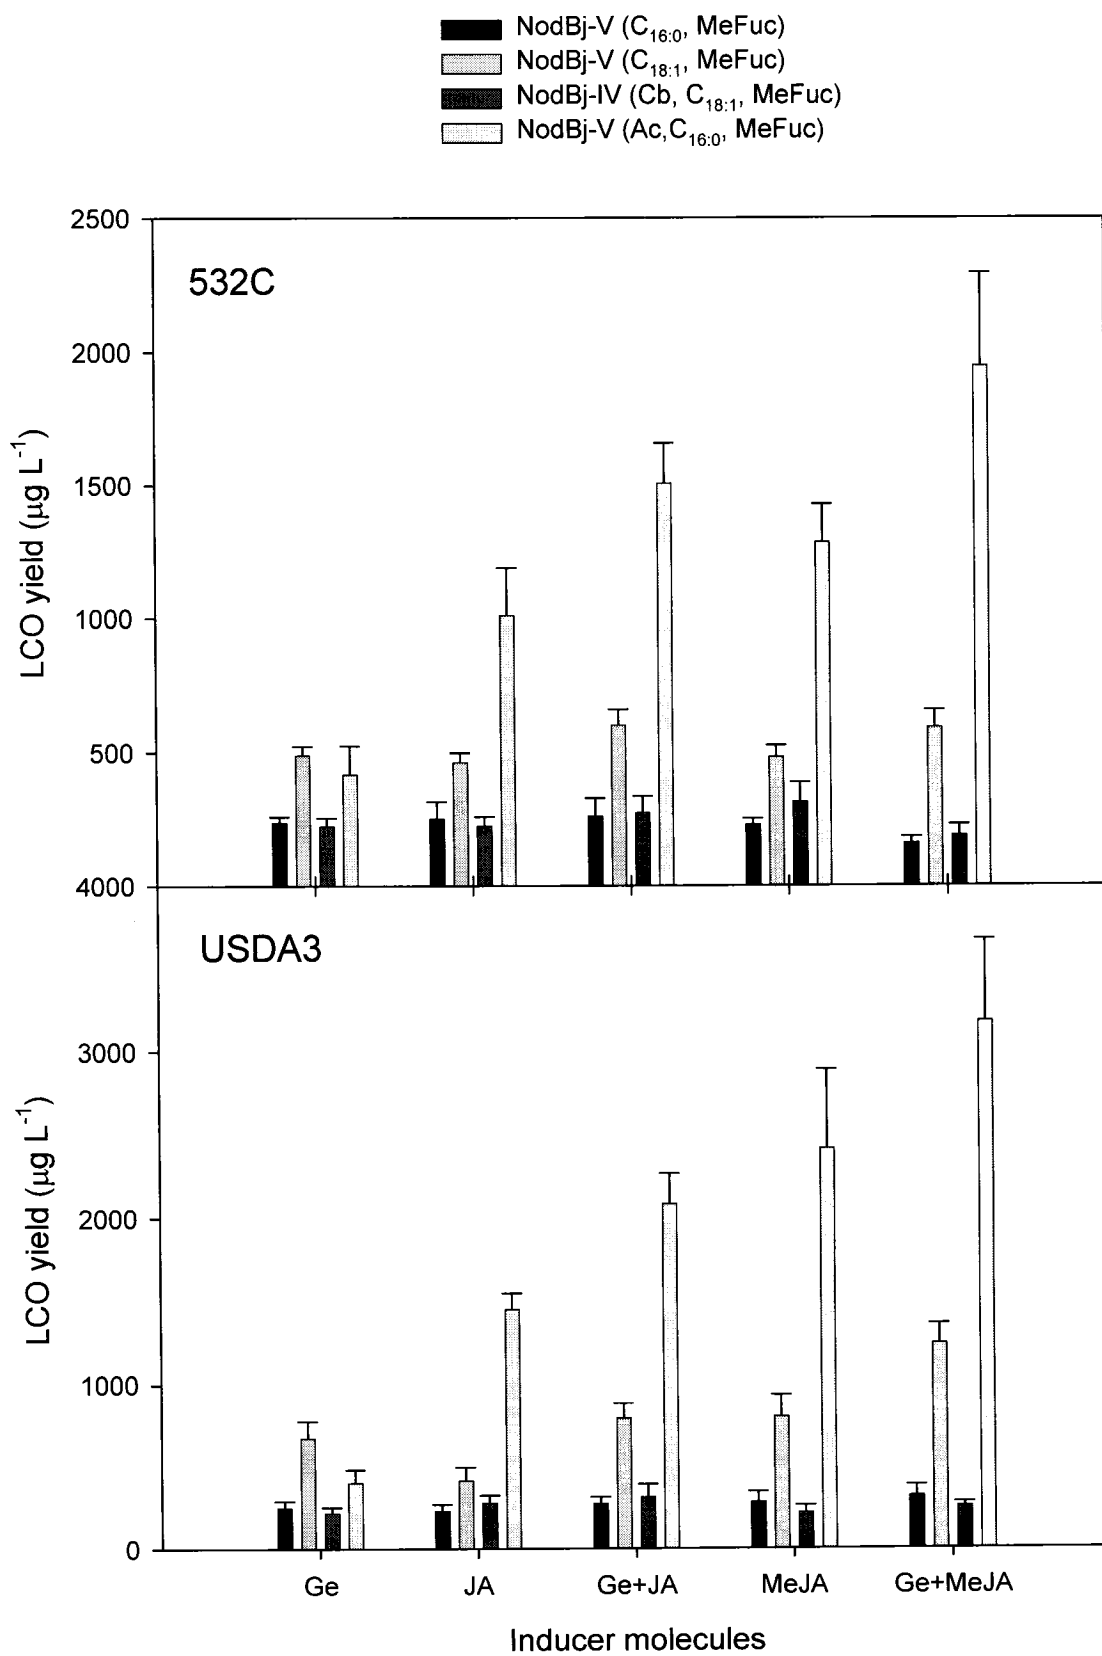 NodBj-V (C16:0, MeFuc)
NodBj-V (C18:1, MeFuc)
NodBj-IV (Cb, C18:1, MeFuc)
NodBj-V (Ac,C16:0, MeFuc)
2500
532C
2000
1500
1000
500
LCO yield (µg L-1)
4000
USDA3
3000
2000
1000
0
LCO yield (µg L-1)
Ge JA Ge+JA MeJA Ge+MeJA
Inducer molecules